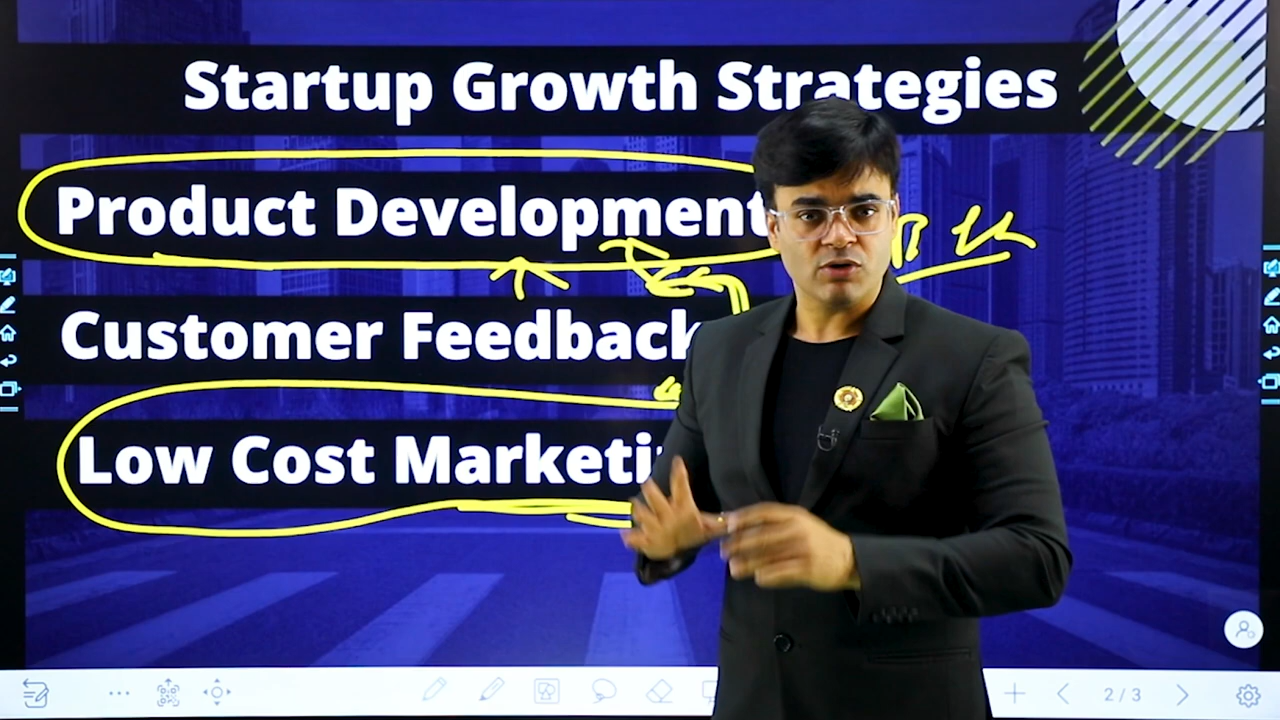 Startup Growth Strategies
Product Development
Customer Feedback
Low Cost Marketi
2/3